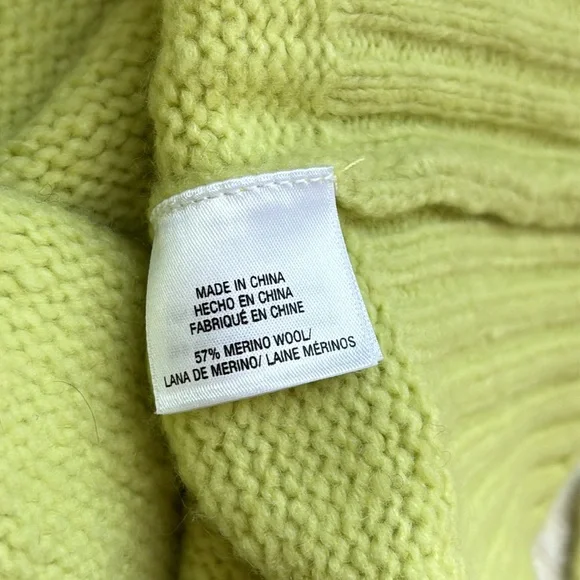 MADE IN CHINA
HECHO EN CHINA
FABRIQUÉ EN CHINE
57% MERINO WOOL/
LANA DE MERINO/ LAINE MÉRINOS